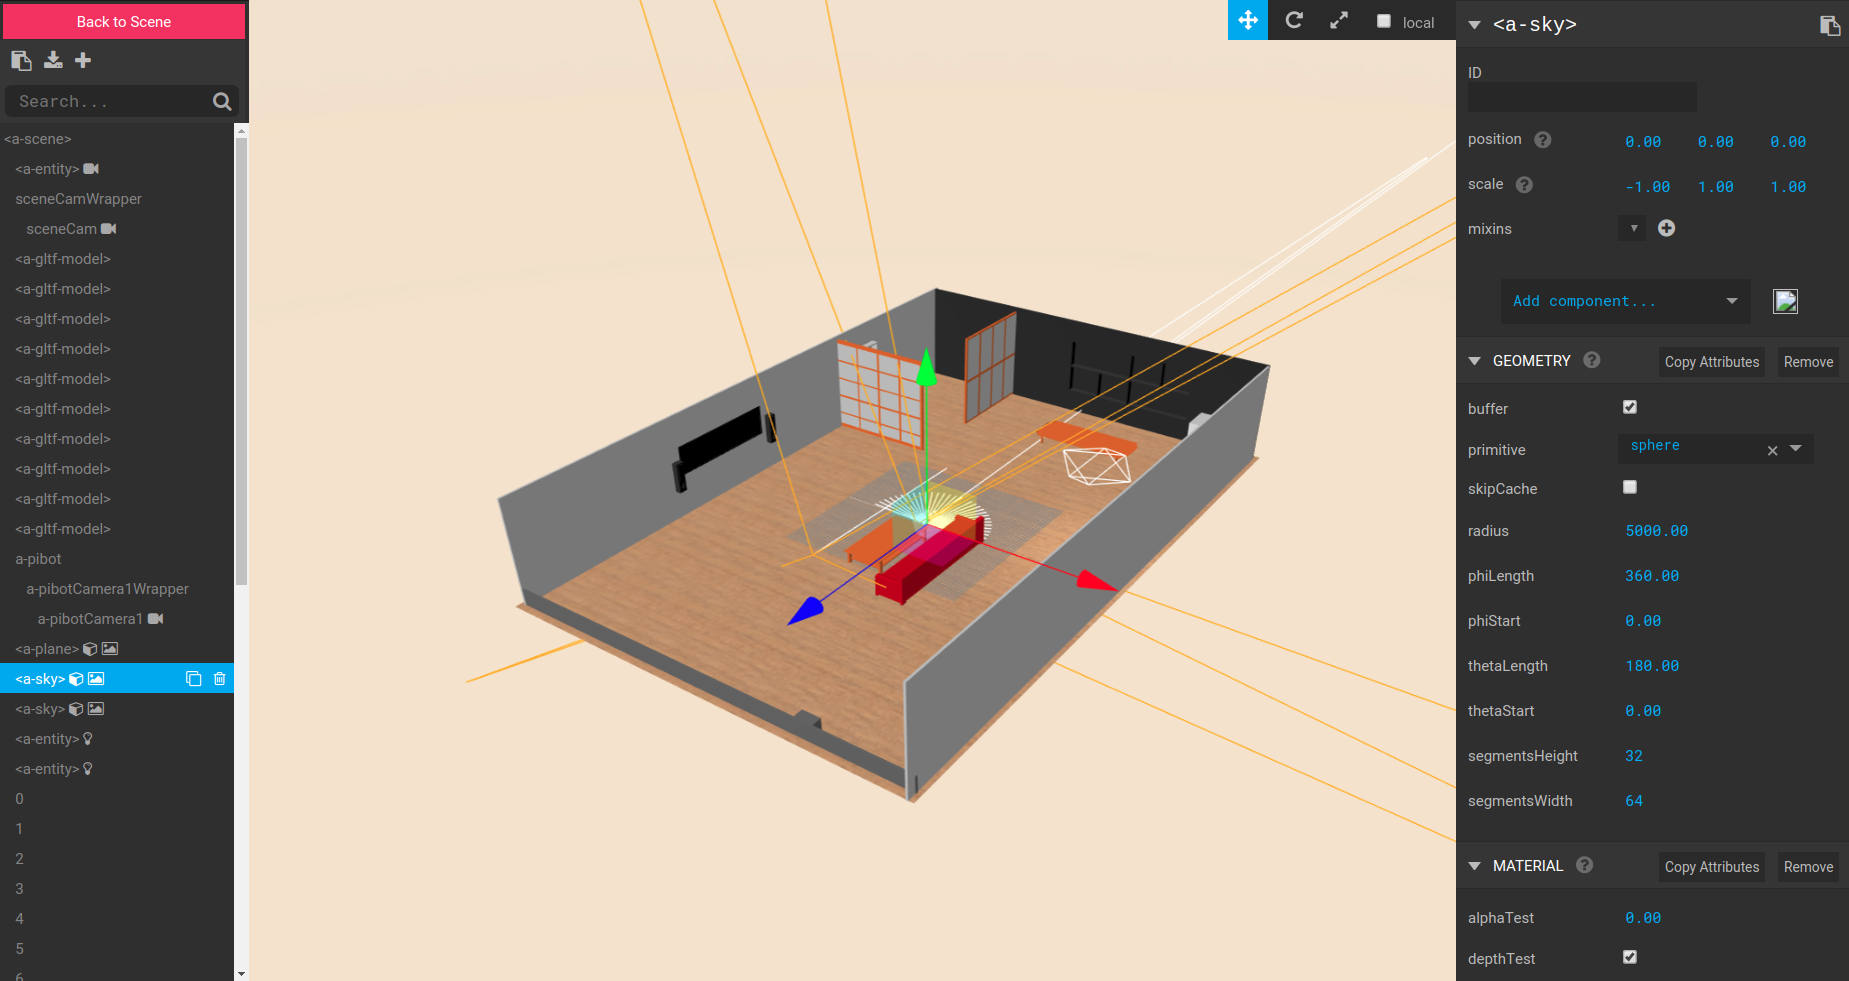 Back to Scene
Search...
<a-scene>
<a-entity>
sceneCamWrapper
sceneCam
<a-gltf-model>
<a-gltf-model>
<a-gltf-model>
<a-gltf-model>
<a-gltf-model>
<a-gltf-model>
<a-gltf-model>
<a-gltf-model>
<a-gltf-model>
<a-gltf-model>
a-pibot
a-pibotCamera1Wrapper
a-pibotCamera1
<a-plane>
<a-sky>
<a-sky>
<a-entity>
<a-entity>
0
1
2
3
4
5
6
local
<a-sky>
ID
position 0.00 0.00 0.00
scale -1.00 1.00 1.00
mixins
Add component...
GEOMETRY Copy Attributes Remove
buffer
primitive sphere
skipCache
radius 5000.00
phiLength 360.00
phiStart 0.00
thetaLength 180.00
thetaStart 0.00
segmentsHeight 32
segmentsWidth 64
MATERIAL Copy Attributes Remove
alphaTest 0.00
depthTest